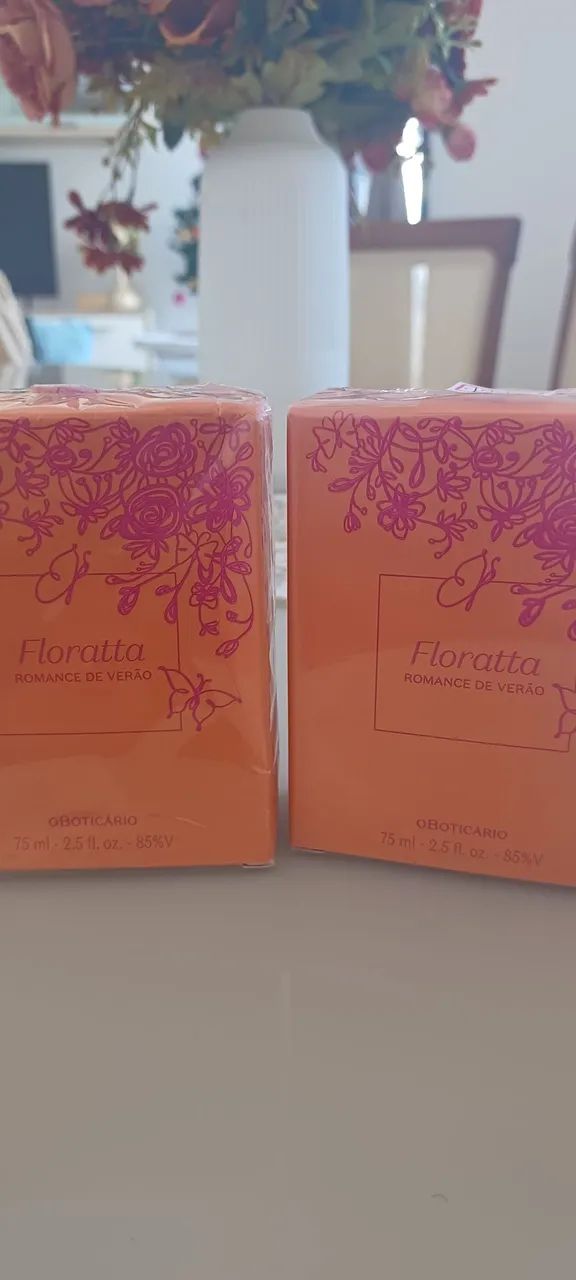 Floratta
ROMANCE DE VERÃO
oBOTICÁRIO
75 ml - 2.5 fl. oz. - 85%V
Floratta
ROMANCE DE VERÃO
oBOTICÁRIO
75 ml - 2.5 fl. oz. - 85%V